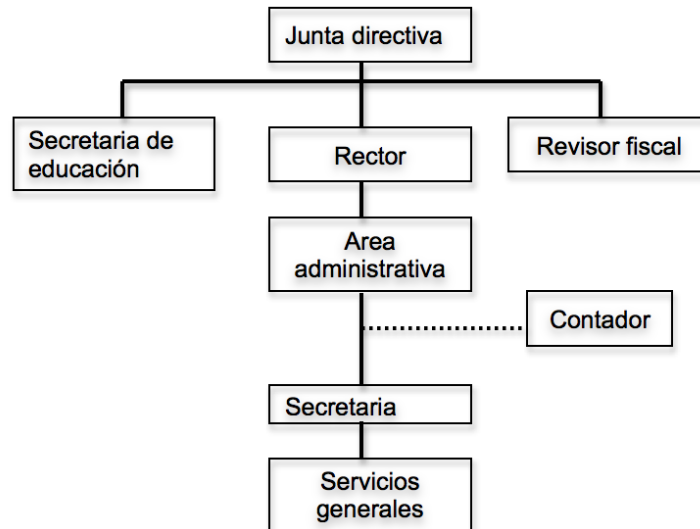 Junta directiva
Secretaria de
educación
Rector
Revisor fiscal
Area
administrativa
Contador
Secretaria
Servicios
generales